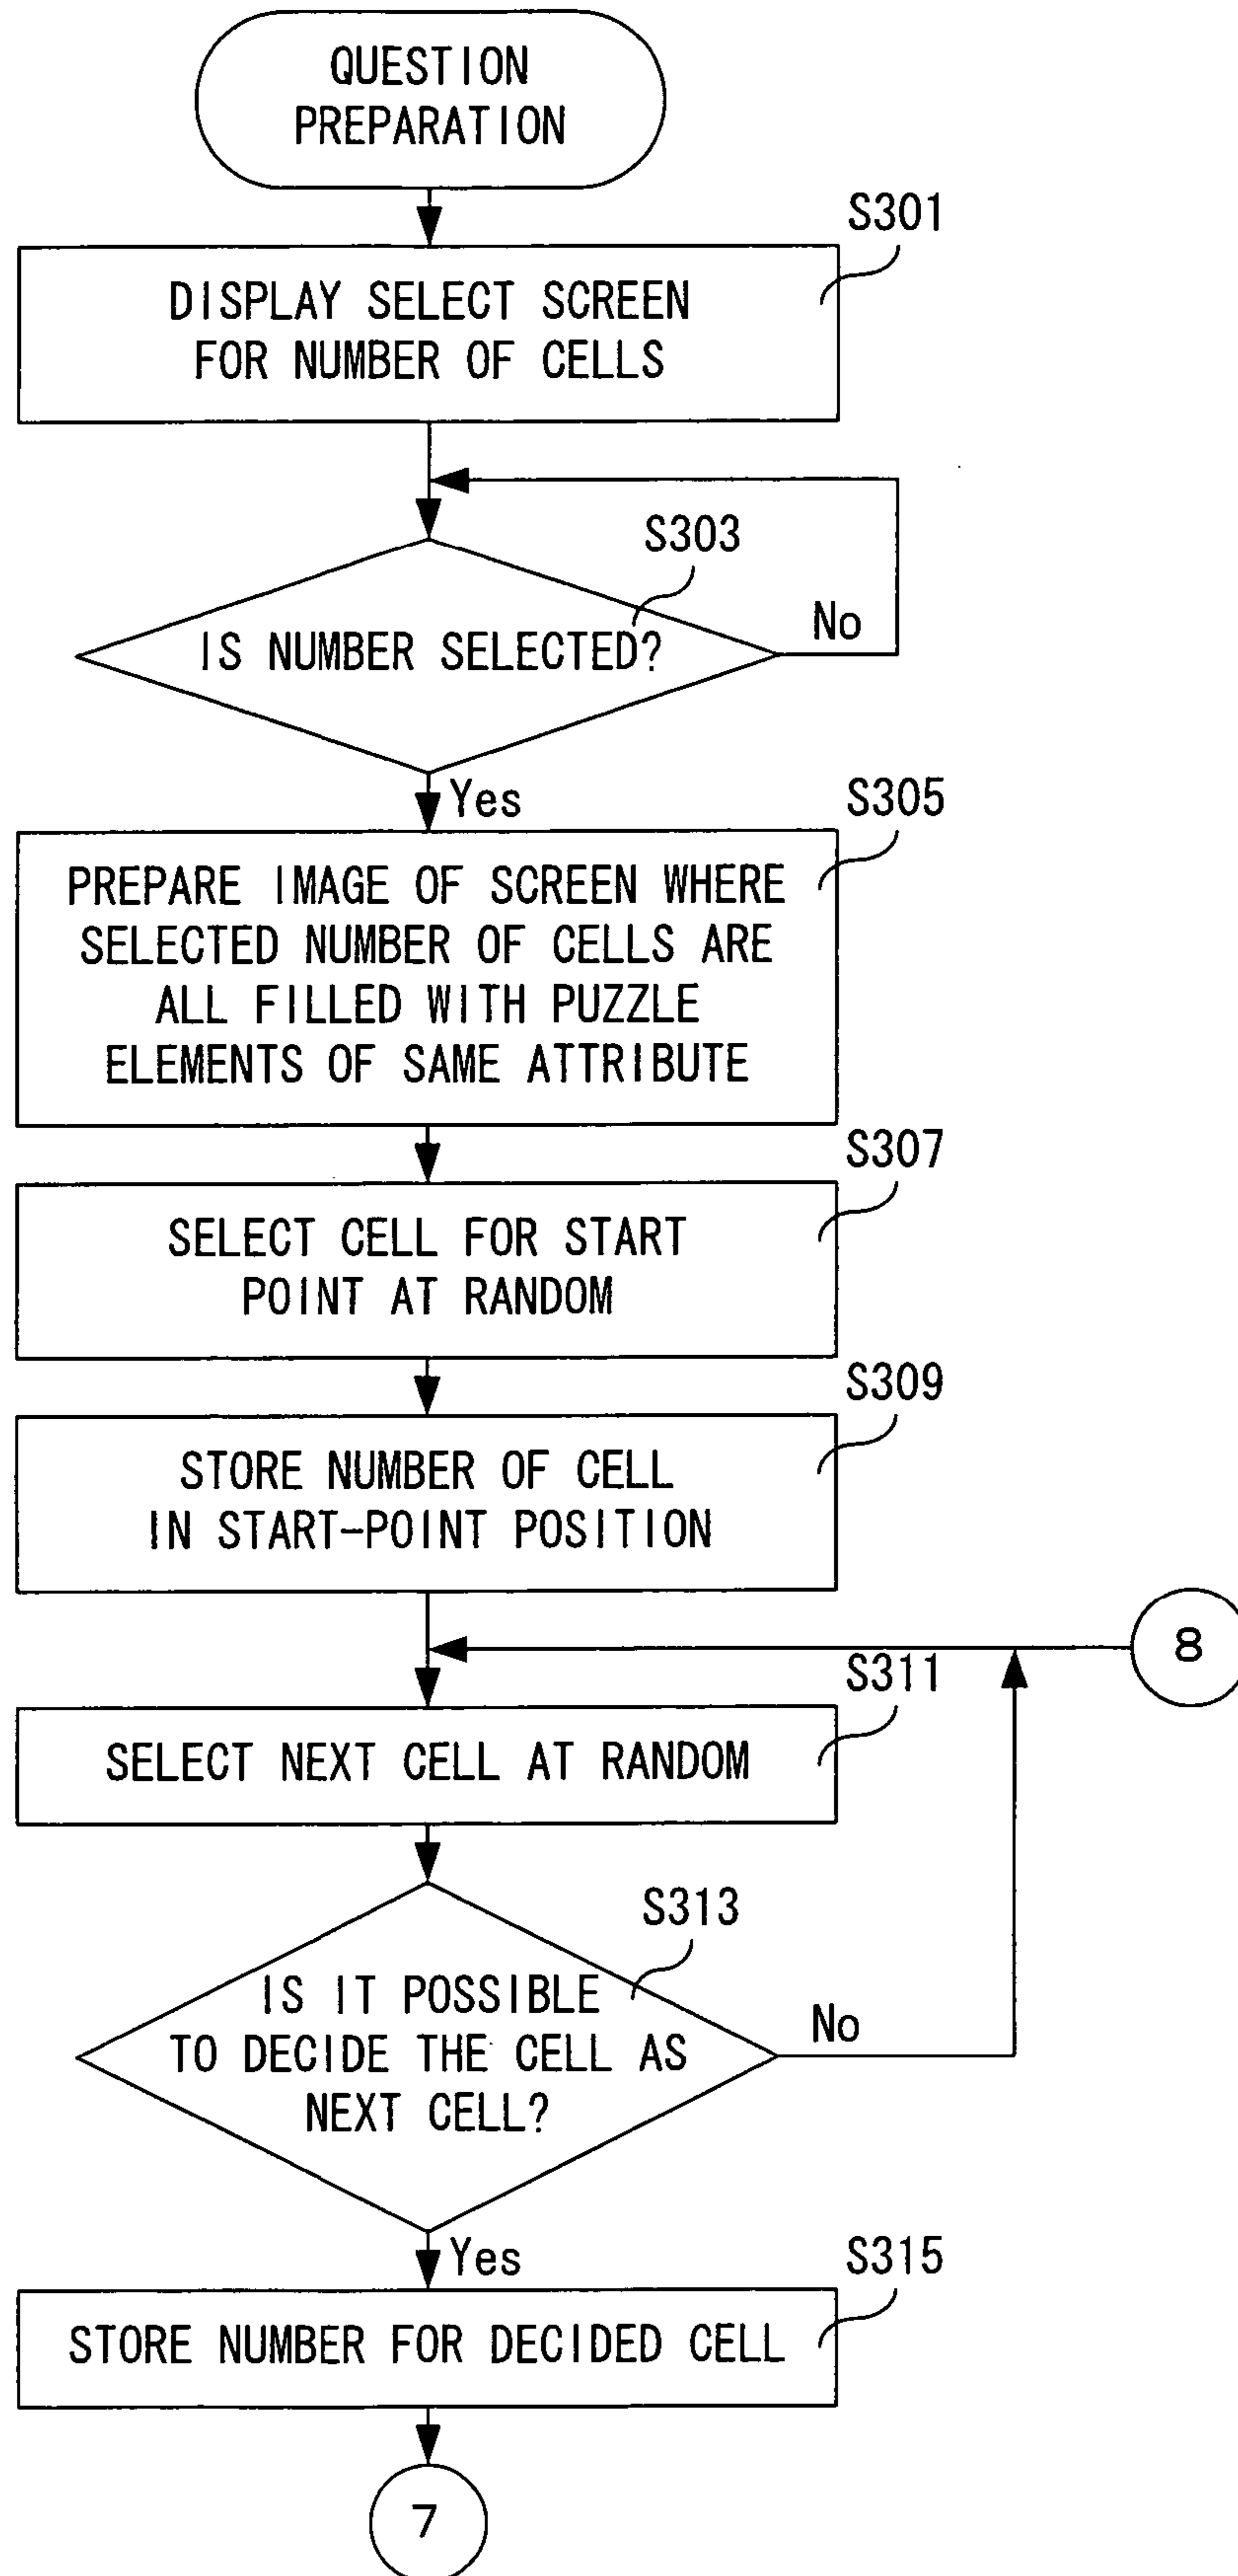 QUESTION
PREPARATION
S301
DISPLAY SELECT SCREEN
FOR NUMBER OF CELLS
S303
IS NUMBER SELECTED?
No
Yes
S305
PREPARE IMAGE OF SCREEN WHERE
SELECTED NUMBER OF CELLS ARE
ALL FILLED WITH PUZZLE
ELEMENTS OF SAME ATTRIBUTE
S307
SELECT CELL FOR START
POINT AT RANDOM
S309
STORE NUMBER OF CELL
IN START-POINT POSITION
8
S311
SELECT NEXT CELL AT RANDOM
S313
IS IT POSSIBLE
TO DECIDE THE CELL AS
NEXT CELL?
No
Yes
S315
STORE NUMBER FOR DECIDED CELL
7